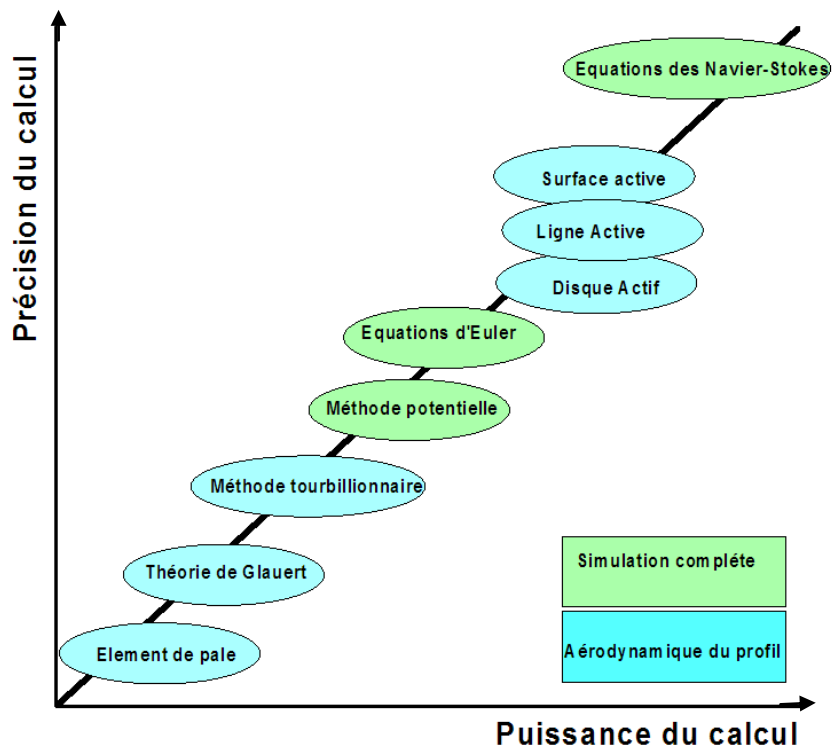 Précision du calcul
Equations des Navier-Stokes
Surface active
Ligne Active
Disque Actif
Equations d'Euler
Méthode potentielle
Méthode tourbillionnaire
Théorie de Glauert
Element de pale
Simulation compléte
Aérodynamique du profil
Puissance du calcul